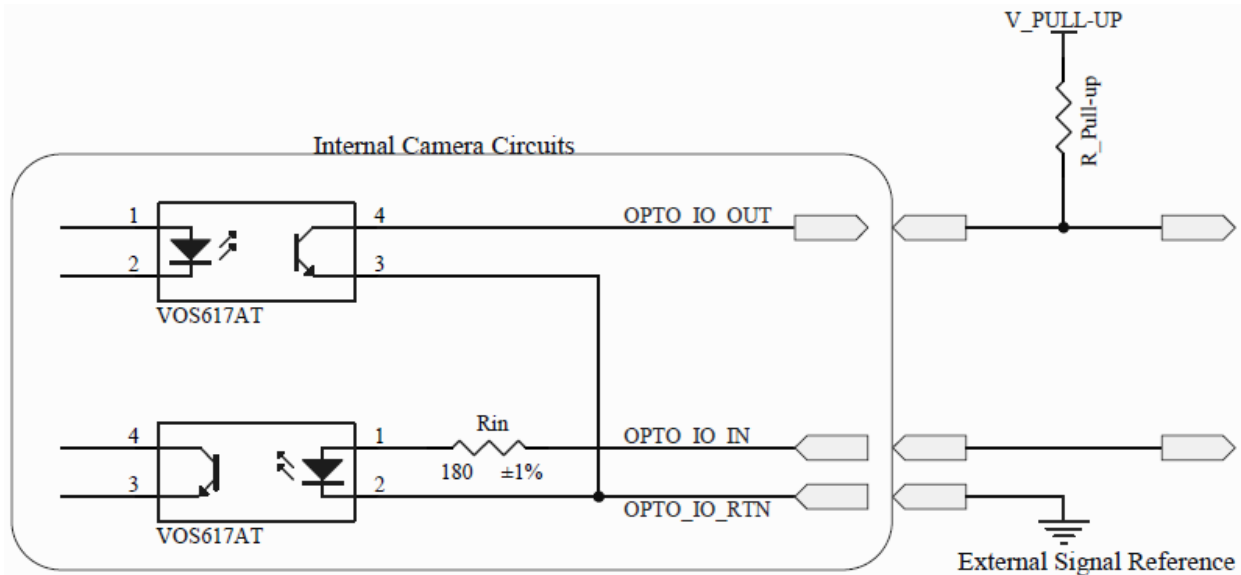 V_PULL-UP
R_Pull-up
Internal Camera Circuits
1
4
OPTO_IO_OUT
2
3
VOS617AT
4
1
Rin
OPTO_IO_IN
180 ±1%
3
2
OPTO_IO_RTN
VOS617AT
External Signal Reference